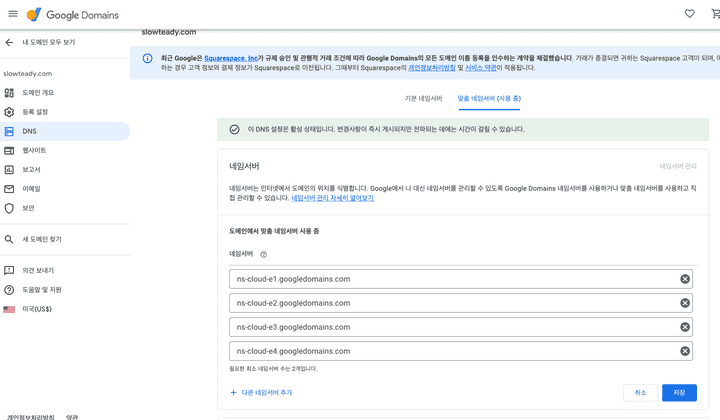 Google Domains
slowteady.com
내 도메인 모두 보기
slowteady.com
도메인 개요
등록 설정
DNS
웹사이트
보고서
이메일
보안
새 도메인 찾기
의견 보내기
도움말 및 지원
미국(US$)
개인정보처리방침 약관
최근 Google은 Squarespace, Inc가 규제 승인 및 관행적 거래 조건에 따라 Google Domains의 모든 도메인 이름 등록을 인수하는 계약을 체결했습니다. 거래가 종결되면 귀하는 Squarespace 고객이 되며,
하는 경우 고객 정보와 결제 정보가 Squarespace로 이전됩니다. 그때부터 Squarespace의 개인정보처리방침 및 서비스 약관이 적용됩니다.
기본 네임서버 맞춤 네임서버 (사용 중)
이 DNS 설정은 활성 상태입니다. 변경사항이 즉시 게시되지만 전파되는 데에는 시간이 걸릴 수 있습니다.
네임서버 네임서버 관리
네임서버는 인터넷에서 도메인의 위치를 식별합니다. Google에서 나 대신 네임서버를 관리할 수 있도록 Google Domains 네임서버를 사용하거나 맞춤 네임서버를 사용하고 직
접 관리할 수 있습니다. 네임서버 관리 자세히 알아보기
도메인에서 맞춤 네임서버 사용 중
네임서버
ns-cloud-e1.googledomains.com
ns-cloud-e2.googledomains.com
ns-cloud-e3.googledomains.com
ns-cloud-e4.googledomains.com
필요한 최소 네임서버 수는 2개입니다.
+ 다른 네임서버 추가 취소 저장